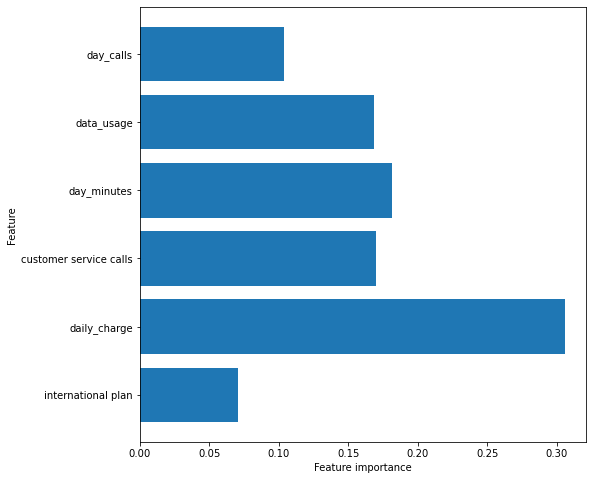 day_calls
data_usage
day_minutes
customer service calls
daily_charge
international plan
Feature
0.00 0.05 0.10 0.15 0.20 0.25 0.30
Feature importance